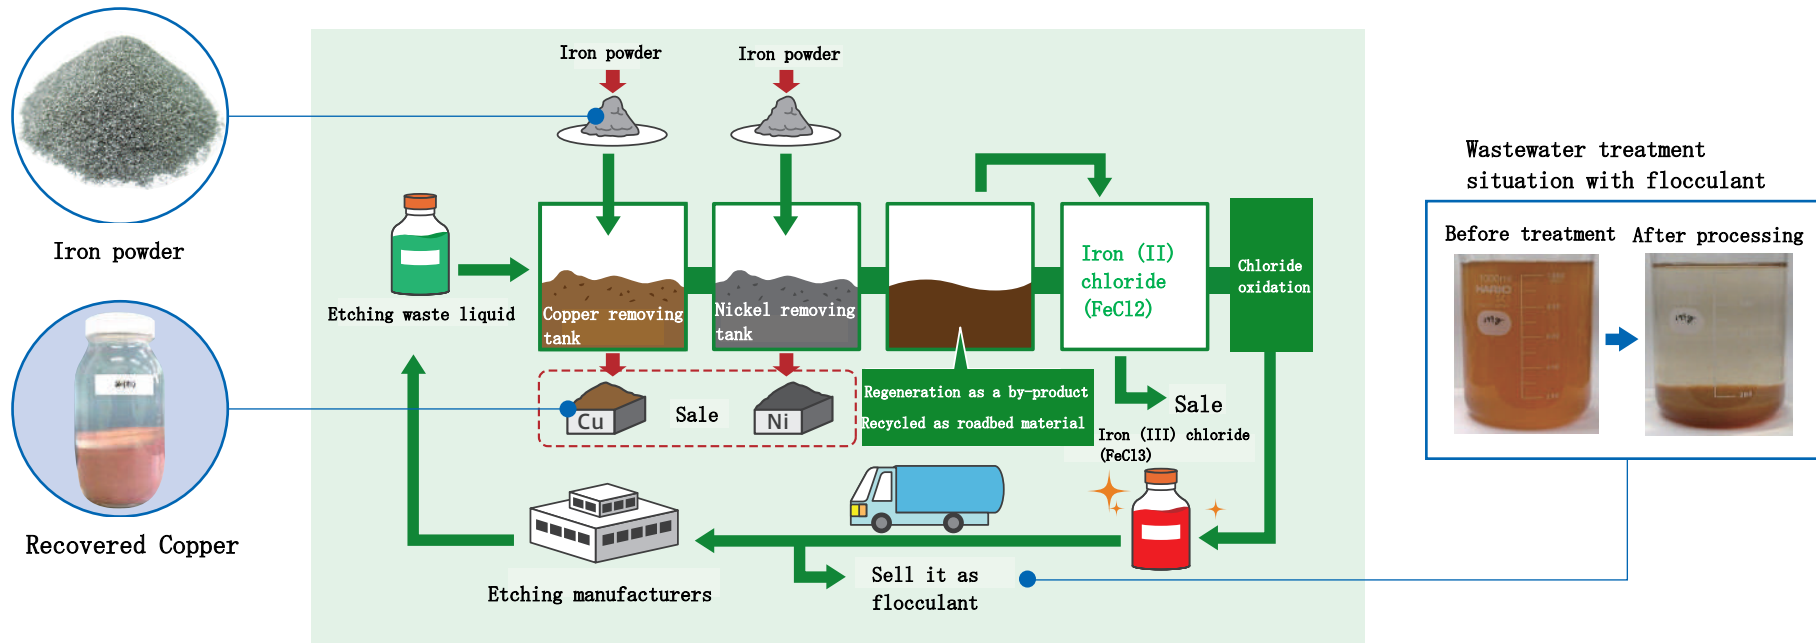 Iron powder
Recovered Copper
Iron powder
Iron powder
Etching waste liquid
Copper removing
tank
Nickel removing
tank
Iron (II)
chloride
(FeCl2)
Chloride
oxidation
Cu
Sale
Ni
Regeneration as a by-product
Recycled as roadbed material
Sale
Iron (III) chloride
(FeCl3)
Etching manufacturers
Sell it as
flocculant
Wastewater treatment
situation with flocculant
Before treatment
After processing
HARIO